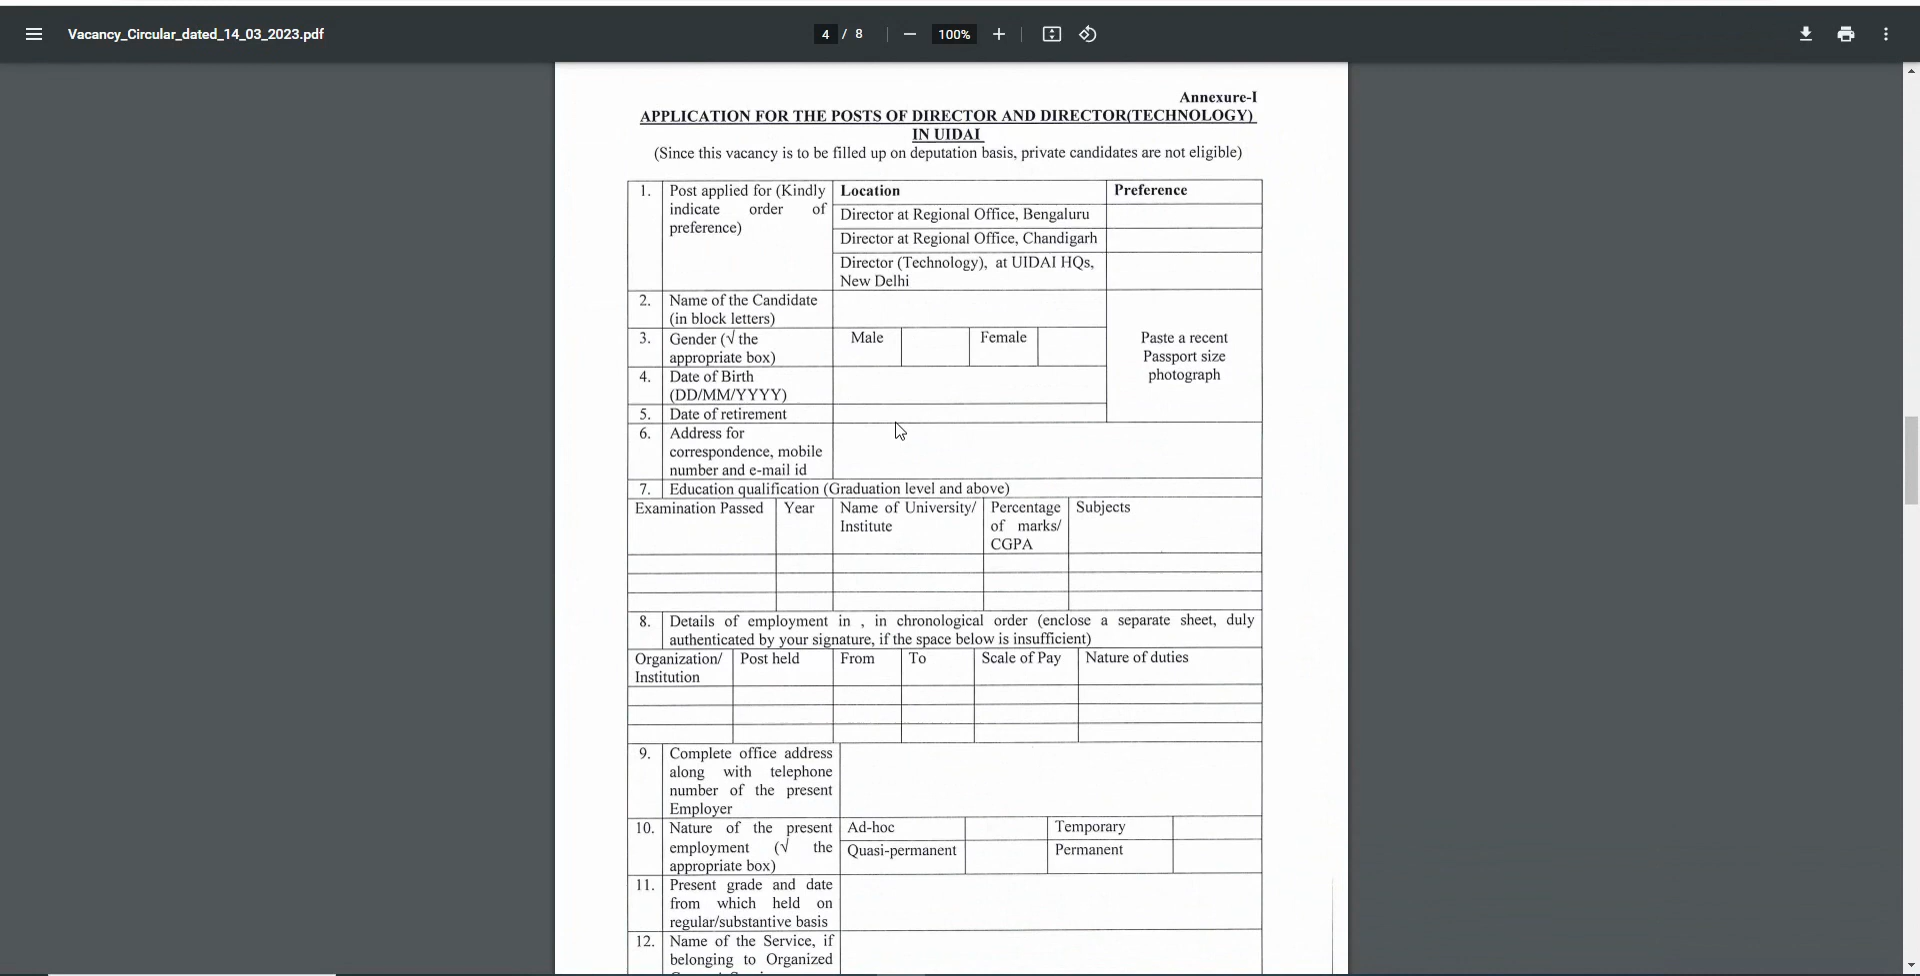 Vacancy_Circular_dated_14_03_2023.pdf
4 / 8
100%
Annexure-I
APPLICATION FOR THE POSTS OF DIRECTOR AND DIRECTOR(TECHNOLOGY)
IN UIDAI
(Since this vacancy is to be filled up on deputation basis, private candidates are not eligible)
1. Post applied for (Kindly
indicate order of
preference)
Location
Preference
Director at Regional Office, Bengaluru
Director at Regional Office, Chandigarh
Director (Technology), at UIDAI HQs,
New Delhi
2. Name of the Candidate
(in block letters)
3. Gender (√ the
appropriate box)
Male
Female
Paste a recent
Passport size
photograph
4. Date of Birth
(DD/MM/YYYY)
5. Date of retirement
6. Address for
correspondence, mobile
number and e-mail id
7. Education qualification (Graduation level and above)
Examination Passed
Year
Name of University/
Institute
Percentage
of marks/
CGPA
Subjects
8. Details of employment in , in chronological order (enclose a separate sheet, duly
authenticated by your signature, if the space below is insufficient)
Organization/
Institution
Post held
From
To
Scale of Pay
Nature of duties
9. Complete office address
along with telephone
number of the present
Employer
10. Nature of the present
employment (√ the
appropriate box)
Ad-hoc
Temporary
Quasi-permanent
Permanent
11. Present grade and date
from which held on
regular/substantive basis
12. Name of the Service, if
belonging to Organized